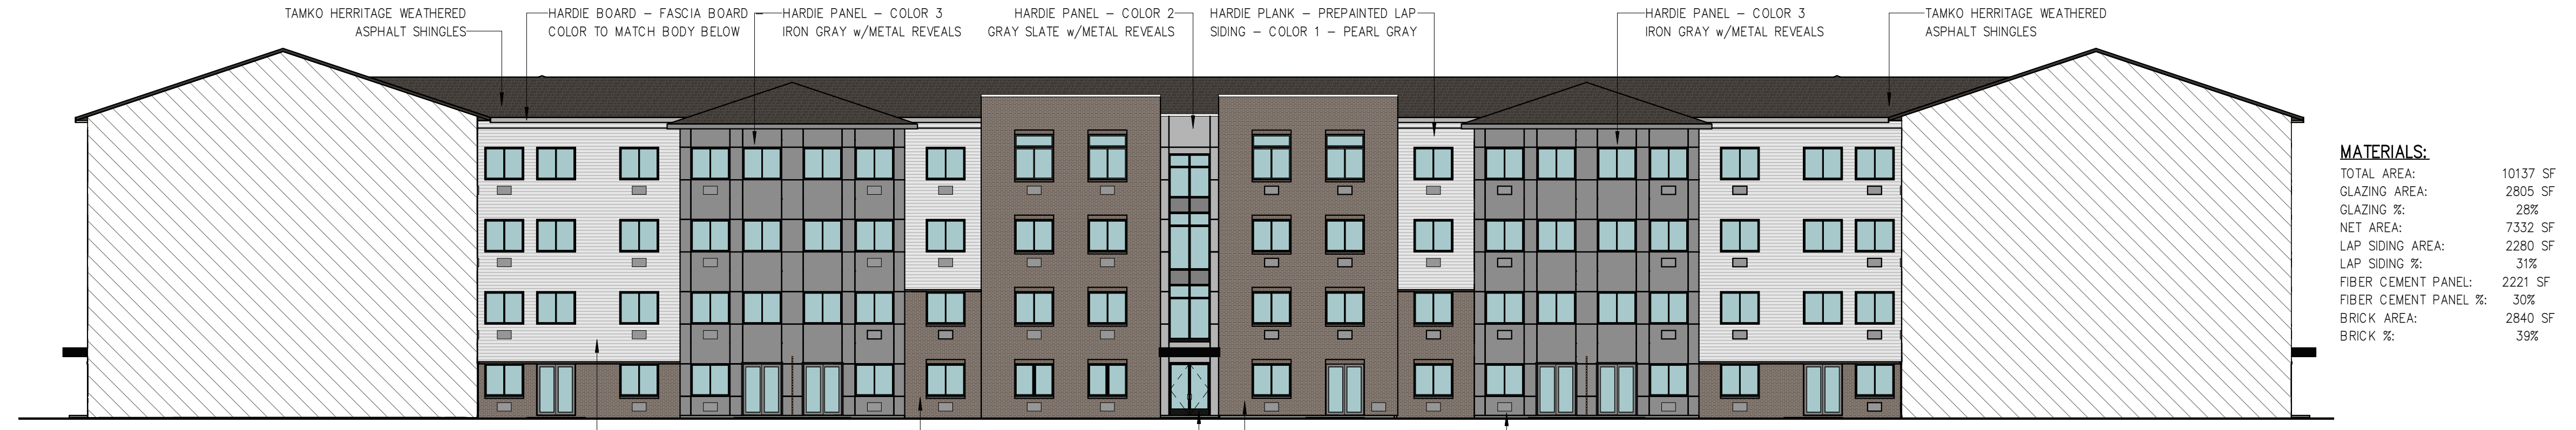 TAMKO HERRITAGE WEATHERED
ASPHALT SHINGLES
HARDIE BOARD – FASCIA BOARD –
COLOR TO MATCH BODY BELOW
HARDIE PANEL – COLOR 3
IRON GRAY w/METAL REVEALS
HARDIE PANEL – COLOR 2
GRAY SLATE w/METAL REVEALS
HARDIE PLANK – PREPAINTED LAP
SIDING – COLOR 1 – PEARL GRAY
HARDIE PANEL – COLOR 3
IRON GRAY w/METAL REVEALS
TAMKO HERRITAGE WEATHERED
ASPHALT SHINGLES
MATERIALS:
TOTAL AREA: 10137 SF
GLAZING AREA: 2805 SF
GLAZING %: 28%
NET AREA: 7332 SF
LAP SIDING AREA: 2280 SF
LAP SIDING %: 31%
FIBER CEMENT PANEL: 2221 SF
FIBER CEMENT PANEL %: 30%
BRICK AREA: 2840 SF
BRICK %: 39%